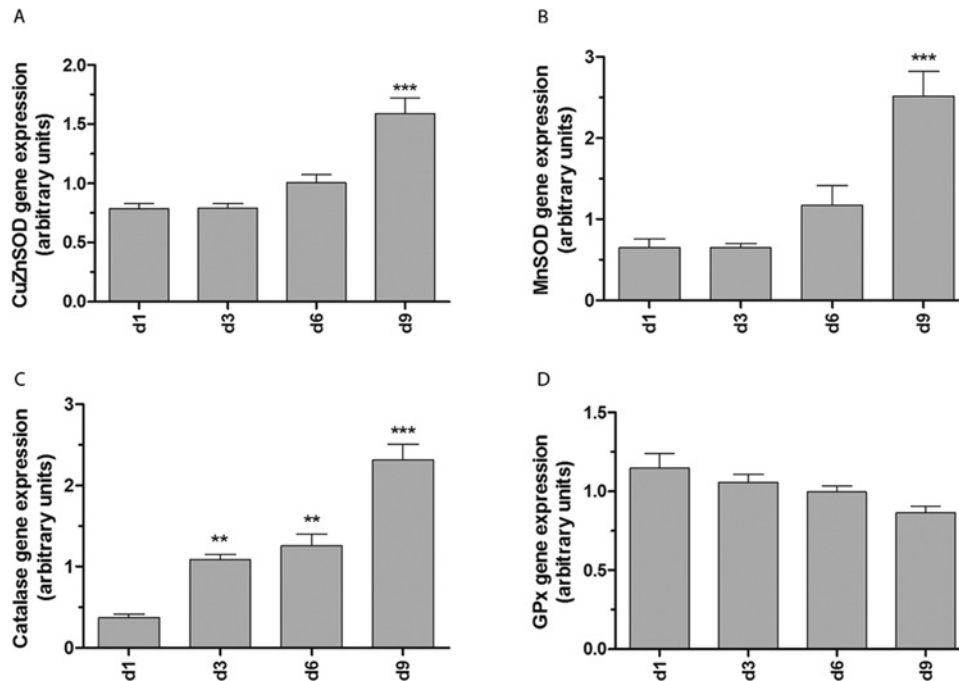 A
CuZnSOD gene expression
(arbitrary units)
2.0
1.5
1.0
0.5
0.0
***
d1 d3 d6 d9
B
MnSOD gene expression
(arbitrary units)
3
2
1
0
***
d1 d3 d6 d9
C
Catalase gene expression
(arbitrary units)
3
2
1
0
** ** ***
d1 d3 d6 d9
D
GPx gene expression
(arbitrary units)
1.5
1.0
0.5
0.0
d1 d3 d6 d9